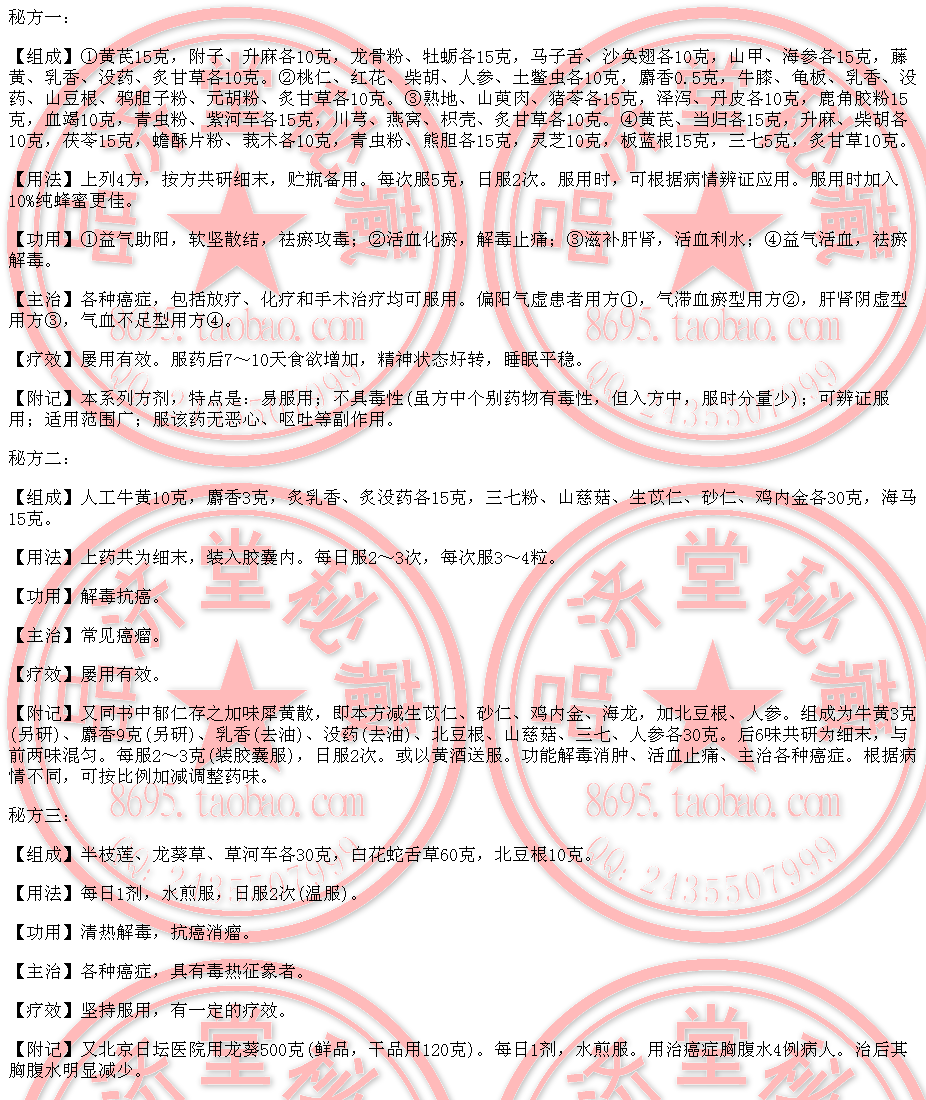 秘方一：
【组成】①黄芪15克，附子、升麻各10克，龙骨粉、牡蛎各15克，马子舌、沙奂翅各10克，山甲、海参各15克，藤
黄、乳香、没药、炙甘草各10克。②桃仁、红花、柴胡、人参、土鳖虫各10克，麝香0.5克，牛膝、龟板、乳香、没
药、山豆根、鸦胆子粉、元胡粉、炙甘草各10克。③熟地、山萸肉、猪苓各15克，泽泻、丹皮各10克，鹿角胶粉15
克，血竭10克，青虫粉、紫河车各15克，川芎、燕窝、枳壳、炙甘草各10克。④黄芪、当归各15克，升麻、柴胡各
10克，茯苓15克，蟾酥片粉、莪术各10克，青虫粉、熊胆各15克，灵芝10克，板蓝根15克，三七5克，炙甘草10克。
【用法】上列4方，按方共研细末，贮瓶备用。每次服5克，日服2次。服用时，可根据病情辨证应用。服用时加入
10%纯蜂蜜更佳。
【功用】①益气助阳，软坚散结，祛瘀攻毒；②活血化瘀，解毒止痛；③滋补肝肾，活血利水；④益气活血，祛瘀
解毒。
【主治】各种癌症，包括放疗、化疗和手术治疗均可服用。偏阳气虚患者用方①，气滞血瘀型用方②，肝肾阴虚型
用方③，气血不足型用方④。
【疗效】屡用有效。服药后7～10天食欲增加，精神状态好转，睡眠平稳。
【附记】本系列方剂，特点是：易服用；不具毒性(虽方中个别药物有毒性，但入方中，服时分量少)；可辨证服
用；适用范围广；服该药无恶心、呕吐等副作用。
秘方二：
【组成】人工牛黄10克，麝香3克，炙乳香、炙没药各15克，三七粉、山慈菇、生苡仁、砂仁、鸡内金各30克，海马
15克。
【用法】上药共为细末，装入胶囊内。每日服2～3次，每次服3～4粒。
【功用】解毒抗癌。
【主治】常见癌瘤。
【疗效】屡用有效。
【附记】又同书中郁仁存之加味犀黄散，即本方减生苡仁、砂仁、鸡内金、海龙，加北豆根、人参。组成为牛黄3克
(另研)、麝香9克(另研)、乳香(去油)、没药(去油)、北豆根、山慈菇、三七、人参各30克。后6味共研为细末，与
前两味混匀。每服2～3克(装胶囊服)，日服2次。或以黄酒送服。功能解毒消肿、活血止痛、主治各种癌症。根据病
情不同，可按比例加减调整药味。
秘方三：
【组成】半枝莲、龙葵草、草河车各30克，白花蛇舌草60克，北豆根10克。
【用法】每日1剂，水煎服，日服2次(温服)。
【功用】清热解毒，抗癌消瘤。
【主治】各种癌症，具有毒热征象者。
【疗效】坚持服用，有一定的疗效。
【附记】又北京日坛医院用龙葵500克(鲜品，干品用120克)。每日1剂，水煎服。用治癌症胸腹水4例病人。治后其
胸腹水明显减少。
品济堂秘藏
8695.taobao.com
QQ: 2435507999
品济堂秘藏
8695.taobao.com
QQ: 2435507999